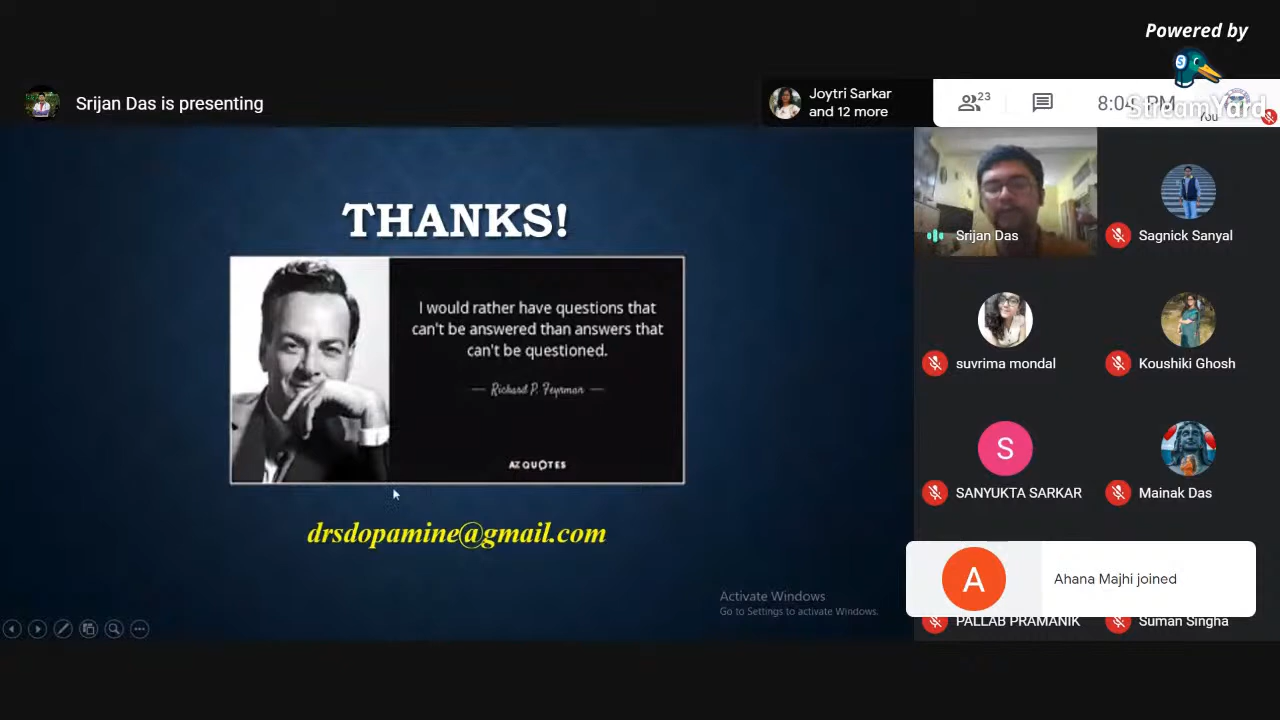 Powered by
StreamYard
Srijan Das is presenting
Joytri Sarkar
and 12 more
23
You
THANKS!
I would rather have questions that
can't be answered than answers that
can't be questioned.
Richard P. Feynman
AZ QUOTES
drsdopamine@gmail.com
Activate Windows
Go to Settings to activate Windows.
Srijan Das
Sagnick Sanyal
suvrima mondal
Koushiki Ghosh
S
SANYUKTA SARKAR
Mainak Das
A
Ahana Majhi joined
PALLAB PRAMANIK
Suman Singha